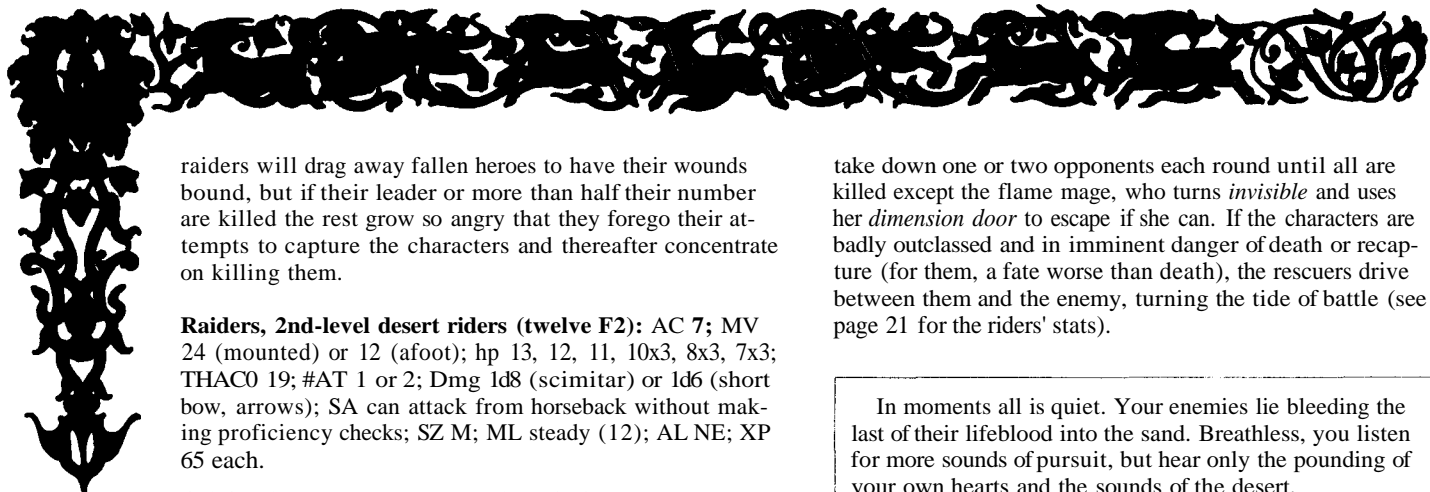 raiders will drag away fallen heroes to have their wounds
bound, but if their leader or more than half their number
are killed the rest grow so angry that they forego their at-
tempts to capture the characters and thereafter concentrate
on killing them.
Raiders, 2nd-level desert riders (twelve F2): AC 7; MV
24 (mounted) or 12 (afoot); hp 13, 12, 11, 10x3, 8x3, 7x3;
THAC0 19; #AT 1 or 2; Dmg 1d8 (scimitar) or 1d6 (short
bow, arrows); SA can attack from horseback without mak-
ing proficiency checks; SZ M; ML steady (12); AL NE; XP
65 each.
take down one or two opponents each round until all are
killed except the flame mage, who turns invisible and uses
her dimension door to escape if she can. If the characters are
badly outclassed and in imminent danger of death or recap-
ture (for them, a fate worse than death), the rescuers drive
between them and the enemy, turning the tide of battle (see
page 21 for the riders' stats).
In moments all is quiet. Your enemies lie bleeding the
last of their lifeblood into the sand. Breathless, you listen
for more sounds of pursuit, but hear only the pounding of
your own hearts and the sounds of the desert.